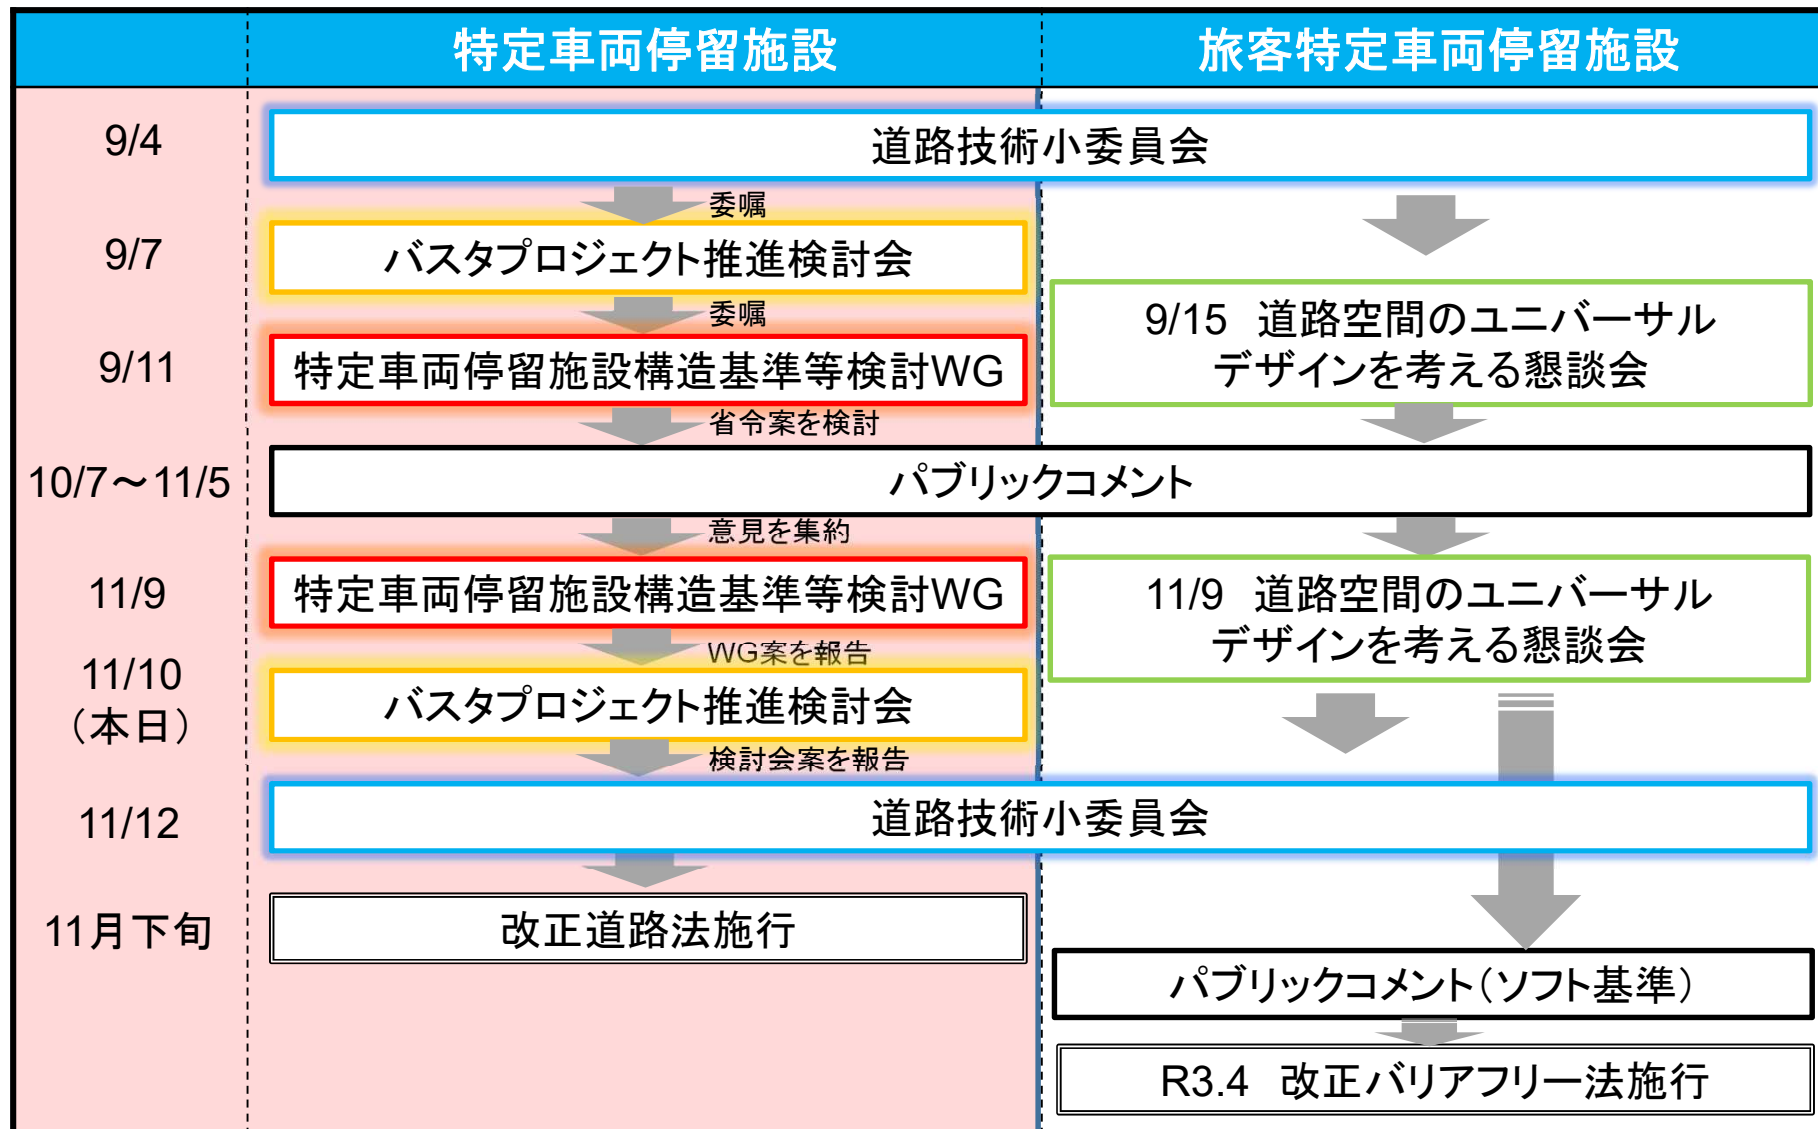 特定車両停留施設
旅客特定車両停留施設
9/4
道路技術小委員会
委嘱
9/7
バスタプロジェクト推進検討会
委嘱
9/15　道路空間のユニバーサル
デザインを考える懇談会
9/11
特定車両停留施設構造基準等検討WG
省令案を検討
10/7～11/5
パブリックコメント
意見を集約
11/9
特定車両停留施設構造基準等検討WG
11/9　道路空間のユニバーサル
デザインを考える懇談会
WG案を報告
11/10
（本日）
バスタプロジェクト推進検討会
検討会案を報告
11/12
道路技術小委員会
11月下旬
改正道路法施行
パブリックコメント（ソフト基準）
R3.4　改正バリアフリー法施行